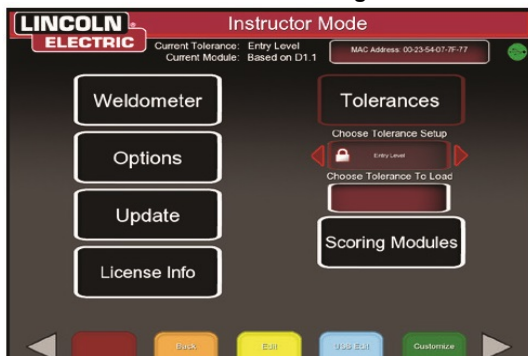 LINCOLN
ELECTRIC
Instructor Mode
Current Tolerance: Entry Level
Current Module: Based on D1.1
MAC Address: 00-23-54-07-7F-77
Weldometer
Options
Update
License Info
Tolerances
Choose Tolerance Setup
Entry Level
Choose Tolerance To Load
Scoring Modules
Back
Edit
USB Edit
Customize